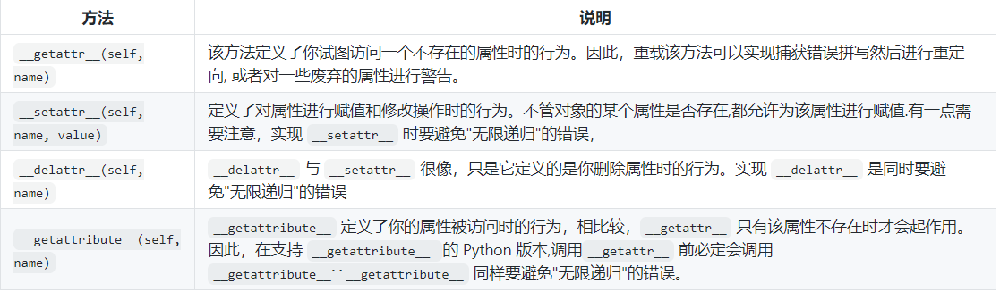 方法 说明
__getattr__(self, 该方法定义了你试图访问一个不存在的属性时的行为。因此，重载该方法可以实现捕获错误拼写然后进行重定
name) 向, 或者对一些废弃的属性进行警告。
__setattr__(self, 定义了对属性进行赋值和修改操作时的行为。不管对象的某个属性是否存在,都允许为该属性进行赋值.有一点需
name, value) 要注意，实现 __setattr__ 时要避免"无限递归"的错误，
__delattr__(self, __delattr__ 与 __setattr__ 很像，只是它定义的是你删除属性时的行为。实现 __delattr__ 是同时要避
name) 免"无限递归"的错误
__getattribute__ 定义了你的属性被访问时的行为，相比较，__getattr__ 只有该属性不存在时才会起作用。
__getattribute__(self, 因此，在支持 __getattribute__ 的 Python 版本,调用__getattr__ 前必定会调用
name) __getattribute__``__getattribute__ 同样要避免"无限递归"的错误。